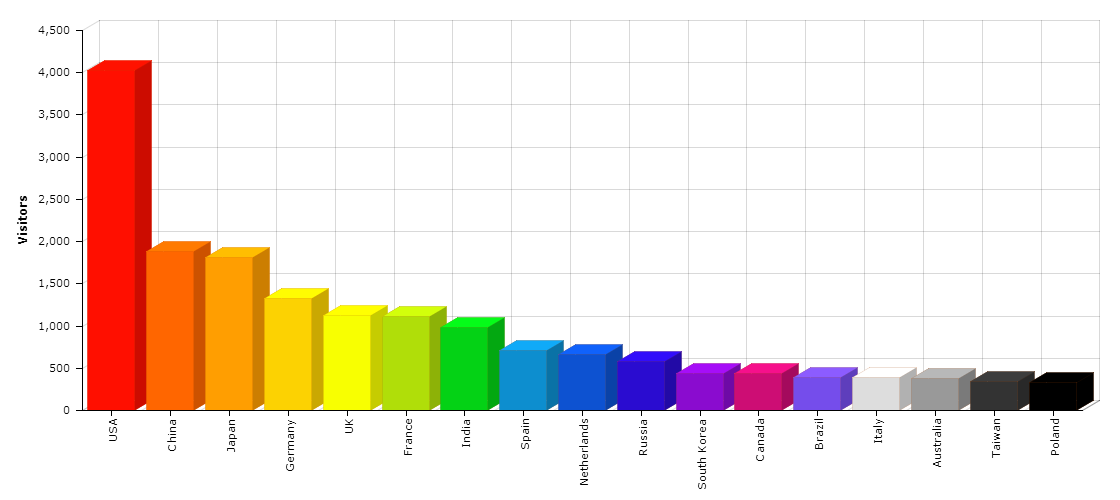 4,500
4,000
3,500
3,000
2,500
2,000
1,500
1,000
500
0
Visitors
USA
China
Japan
Germany
UK
France
India
Spain
Netherlands
Russia
South Korea
Canada
Brazil
Italy
Australia
Taiwan
Poland